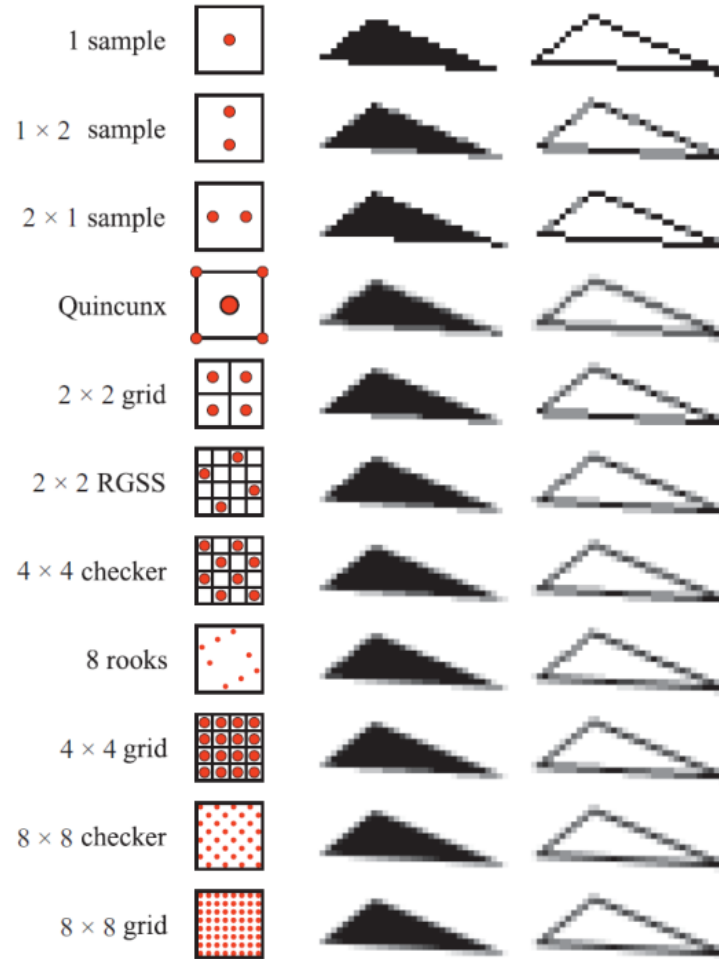 1 sample
1 × 2 sample
2 × 1 sample
Quincunx
2 × 2 grid
2 × 2 RGSS
4 × 4 checker
8 rooks
4 × 4 grid
8 × 8 checker
8 × 8 grid